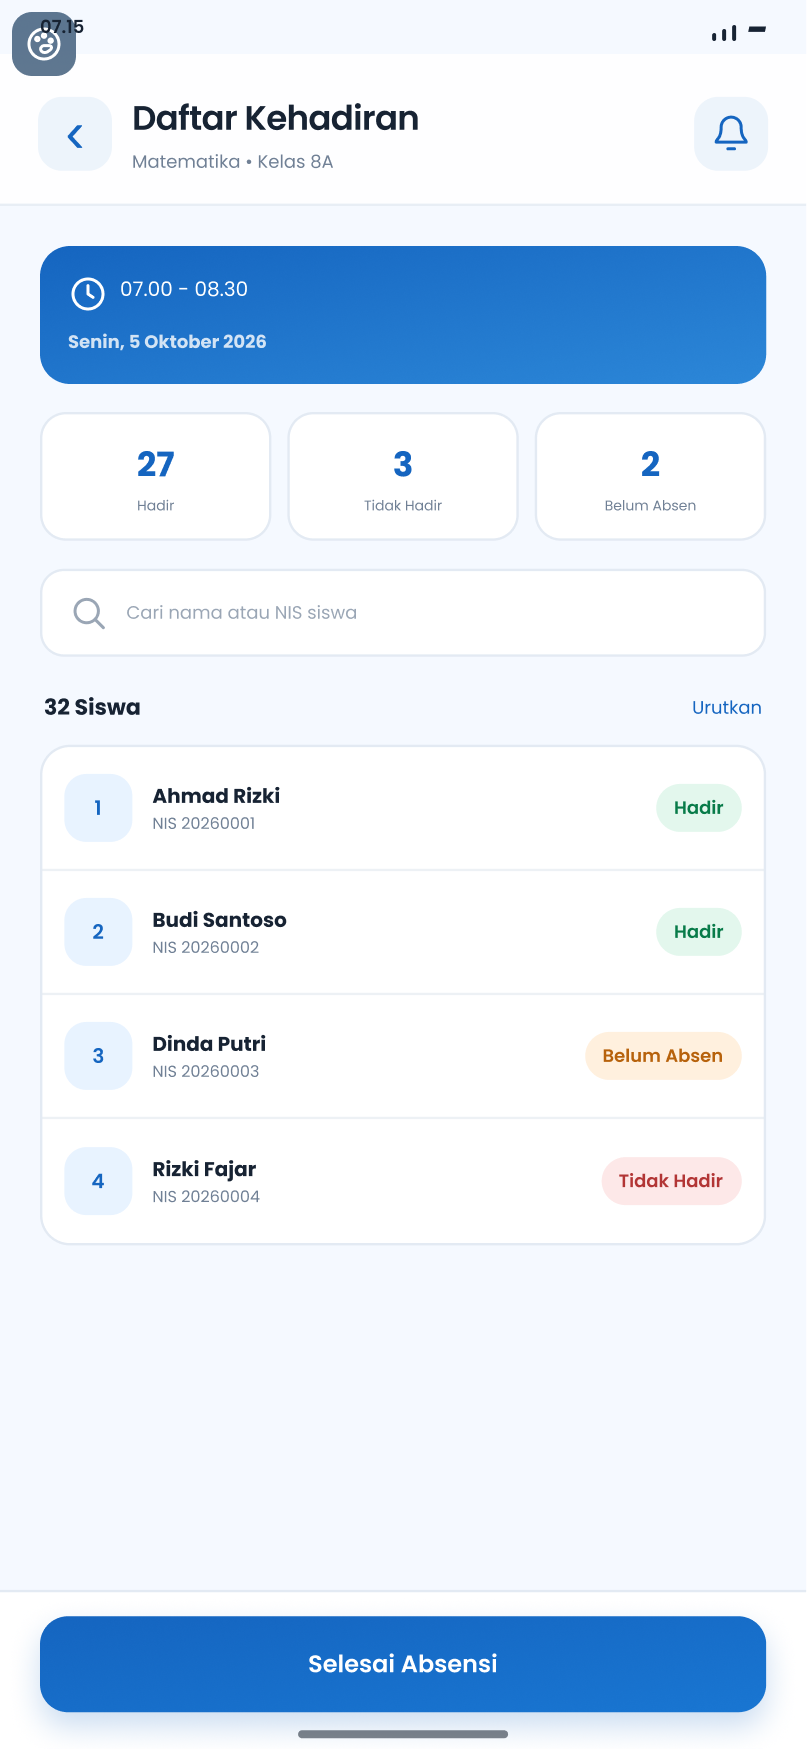 07.15
Daftar Kehadiran
Matematika • Kelas 8A
07.00 - 08.30
Senin, 5 Oktober 2026
27
Hadir
3
Tidak Hadir
2
Belum Absen
Cari nama atau NIS siswa
32 Siswa
Urutkan
1
Ahmad Rizki
NIS 20260001
Hadir
2
Budi Santoso
NIS 20260002
Hadir
3
Dinda Putri
NIS 20260003
Belum Absen
4
Rizki Fajar
NIS 20260004
Tidak Hadir
Selesai Absensi